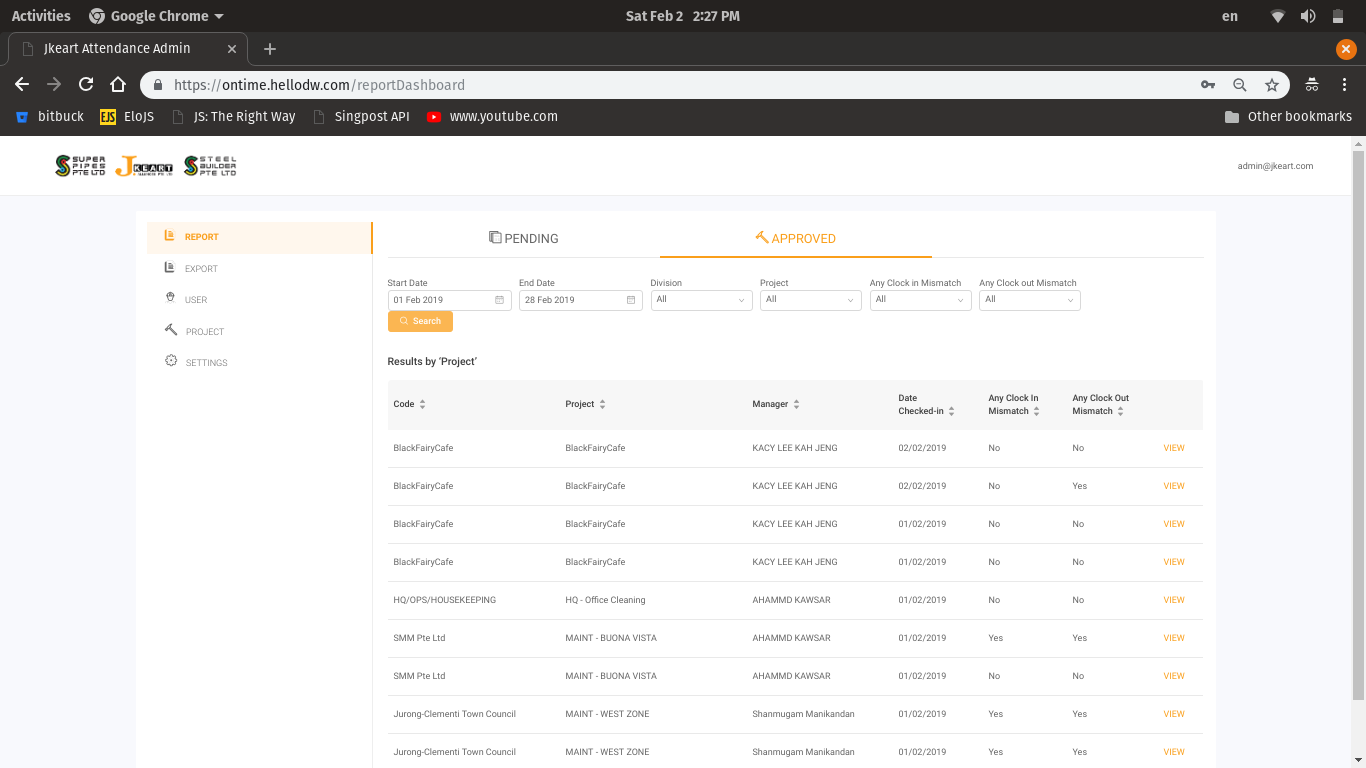 Activities Google Chrome Sat Feb 2 2:27 PM en
Jkeart Attendance Admin
https://ontime.hellodw.com/reportDashboard
bitbuck EJS EloJS JS: The Right Way Singpost API www.youtube.com Other bookmarks
SUPER PIPES PTE LTD J.KEART STEEL BUILDER PTE LTD
admin@jkeart.com
REPORT
EXPORT
USER
PROJECT
SETTINGS
PENDING APPROVED
Start Date End Date Division Project Any Clock in Mismatch Any Clock out Mismatch
01 Feb 2019 28 Feb 2019 All All All All
Search
Results by ‘Project’
Code Project Manager Date Checked-in Any Clock In Mismatch Any Clock Out Mismatch
BlackFairyCafe BlackFairyCafe KACY LEE KAH JENG 02/02/2019 No No VIEW
BlackFairyCafe BlackFairyCafe KACY LEE KAH JENG 02/02/2019 No Yes VIEW
BlackFairyCafe BlackFairyCafe KACY LEE KAH JENG 01/02/2019 No No VIEW
BlackFairyCafe BlackFairyCafe KACY LEE KAH JENG 01/02/2019 No No VIEW
HQ/OPS/HOUSEKEEPING HQ - Office Cleaning AHAMMD KAWSAR 01/02/2019 No No VIEW
SMM Pte Ltd MAINT - BUONA VISTA AHAMMD KAWSAR 01/02/2019 Yes Yes VIEW
SMM Pte Ltd MAINT - BUONA VISTA AHAMMD KAWSAR 01/02/2019 No No VIEW
Jurong-Clementi Town Council MAINT - WEST ZONE Shanmugam Manikandan 01/02/2019 Yes Yes VIEW
Jurong-Clementi Town Council MAINT - WEST ZONE Shanmugam Manikandan 01/02/2019 Yes Yes VIEW